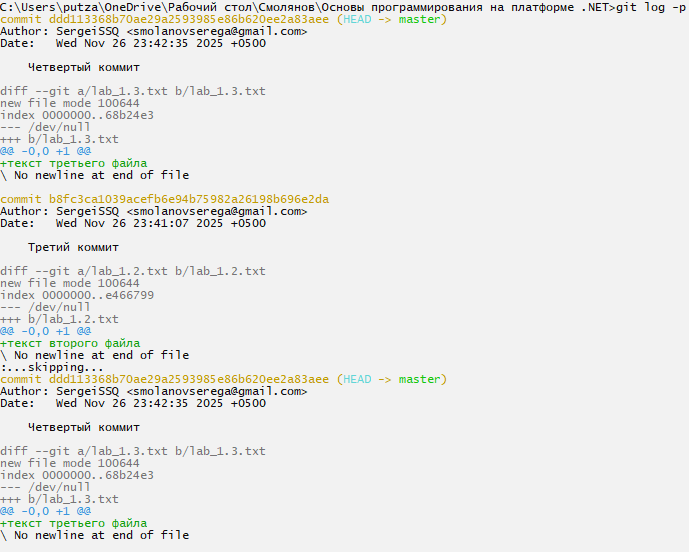 C:\Users\putza\OneDrive\Рабочий стол\Смолянов\Основы программирования на платформе .NET>git log -p
commit ddd113368b70ae29a2593985e86b620ee2a83aee (HEAD -> master)
Author: SergeiSSQ <smolanovserega@gmail.com>
Date:   Wed Nov 26 23:42:35 2025 +0500

    Четвертый коммит

diff --git a/lab_1.3.txt b/lab_1.3.txt
new file mode 100644
index 0000000..68b24e3
--- /dev/null
+++ b/lab_1.3.txt
@@ -0,0 +1 @@
+текст третьего файла
\ No newline at end of file

commit b8fc3ca1039acefb6e94b75982a26198b696e2da
Author: SergeiSSQ <smolanovserega@gmail.com>
Date:   Wed Nov 26 23:41:07 2025 +0500

    Третий коммит

diff --git a/lab_1.2.txt b/lab_1.2.txt
new file mode 100644
index 0000000..e466799
--- /dev/null
+++ b/lab_1.2.txt
@@ -0,0 +1 @@
+текст второго файла
\ No newline at end of file
:...skipping...
commit ddd113368b70ae29a2593985e86b620ee2a83aee (HEAD -> master)
Author: SergeiSSQ <smolanovserega@gmail.com>
Date:   Wed Nov 26 23:42:35 2025 +0500

    Четвертый коммит

diff --git a/lab_1.3.txt b/lab_1.3.txt
new file mode 100644
index 0000000..68b24e3
--- /dev/null
+++ b/lab_1.3.txt
@@ -0,0 +1 @@
+текст третьего файла
\ No newline at end of file